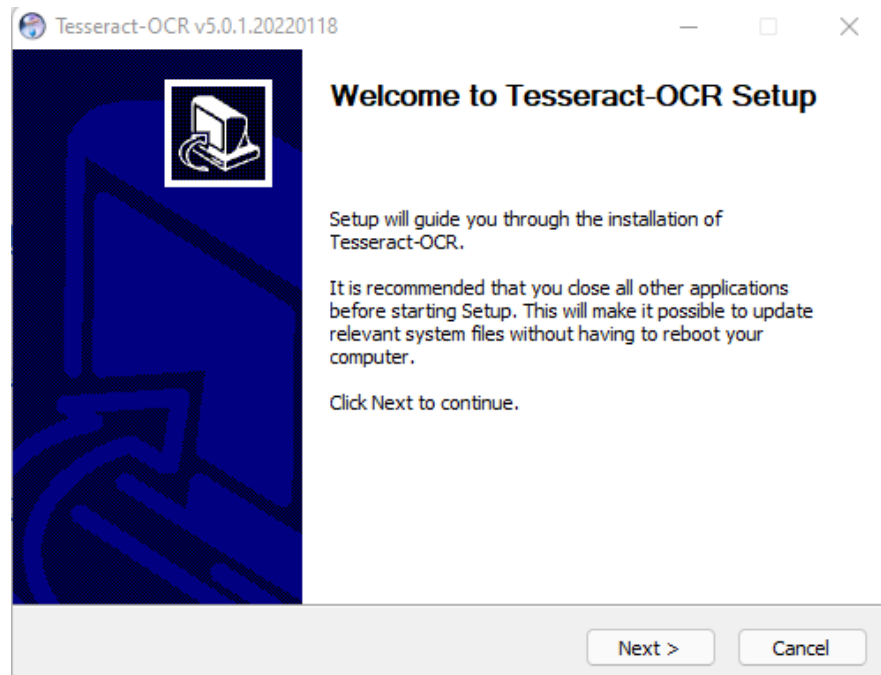 Tesseract-OCR v5.0.1.20220118
Welcome to Tesseract-OCR Setup
Setup will guide you through the installation of
Tesseract-OCR.
It is recommended that you close all other applications
before starting Setup. This will make it possible to update
relevant system files without having to reboot your
computer.
Click Next to continue.
Next >
Cancel